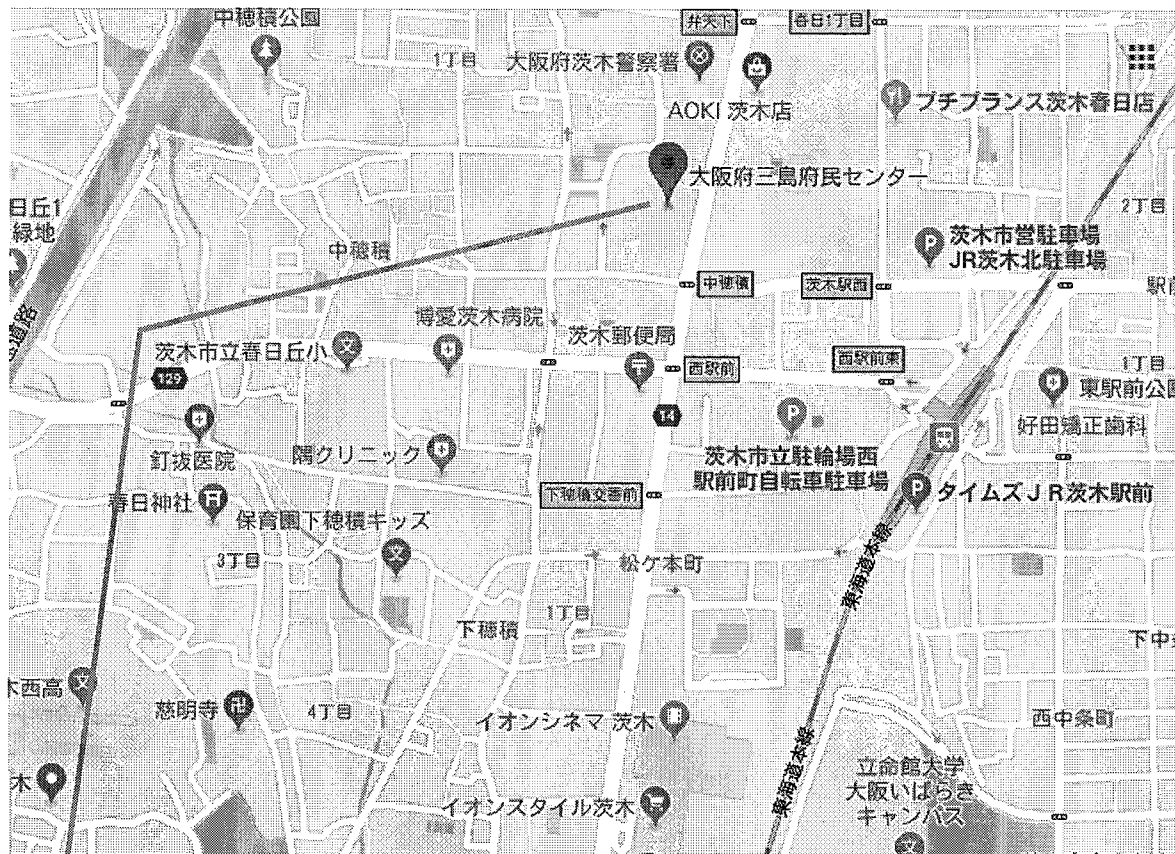 中穂積公園
弁天下
春日1丁目
1丁目
大阪府茨木警察署
AOKI 茨木店
プチプランス茨木春日店
大阪府三島府民センター
2丁目
日丘1
緑地
中穂積
茨木市営駐車場
JR茨木北駐車場
中穂積
茨木駅西
駅前
道路
博愛茨木病院
茨木郵便局
茨木市立春日丘小
129
西駅前
西駅前東
1丁目
東駅前公園
14
好田矯正歯科
釘抜医院
隅クリニック
茨木市立駐輪場西
駅前町自転車駐車場
下穂積交番前
タイムズJR茨木駅前
春日神社
保育園下穂積キッズ
3丁目
松ケ本町
東海道本線
1丁目
下穂積
下中条
木西高
慈明寺
4丁目
イオンシネマ 茨木
西中条町
東海道本線
立命館大学
大阪いばらき
キャンパス
木
イオンスタイル茨木